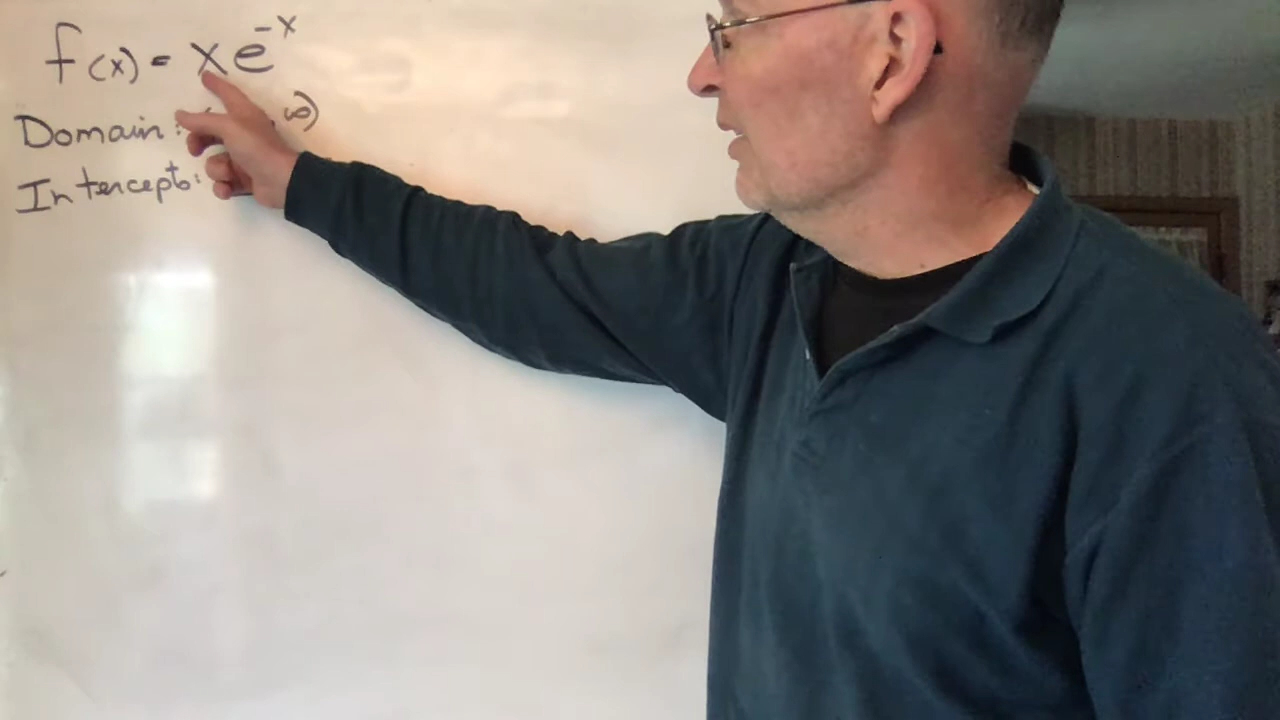 f(x) = xe^-x
Domain: ∞)
Intercepts: